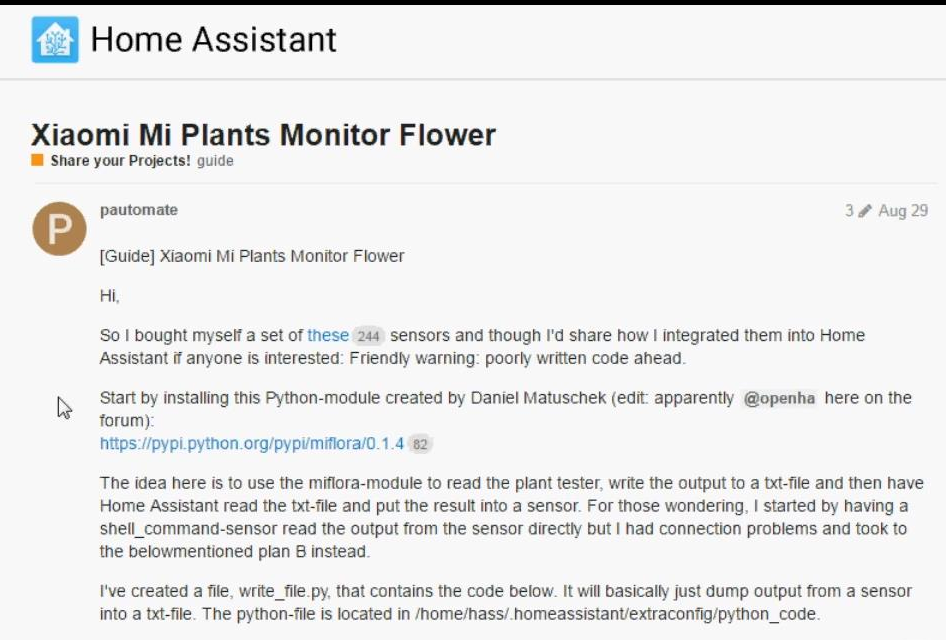 Home Assistant
Xiaomi Mi Plants Monitor Flower
Share your Projects! guide
P
pautomate
3 Aug 29
[Guide] Xiaomi Mi Plants Monitor Flower
Hi,
So I bought myself a set of these 244 sensors and though I'd share how I integrated them into Home
Assistant if anyone is interested: Friendly warning: poorly written code ahead.
Start by installing this Python-module created by Daniel Matuschek (edit: apparently @openha here on the
forum):
https://pypi.python.org/pypi/miflora/0.1.4 82
The idea here is to use the miflora-module to read the plant tester, write the output to a txt-file and then have
Home Assistant read the txt-file and put the result into a sensor. For those wondering, I started by having a
shell_command-sensor read the output from the sensor directly but I had connection problems and took to
the belowmentioned plan B instead.
I've created a file, write_file.py, that contains the code below. It will basically just dump output from a sensor
into a txt-file. The python-file is located in /home/hass/.homeassistant/extraconfig/python_code.